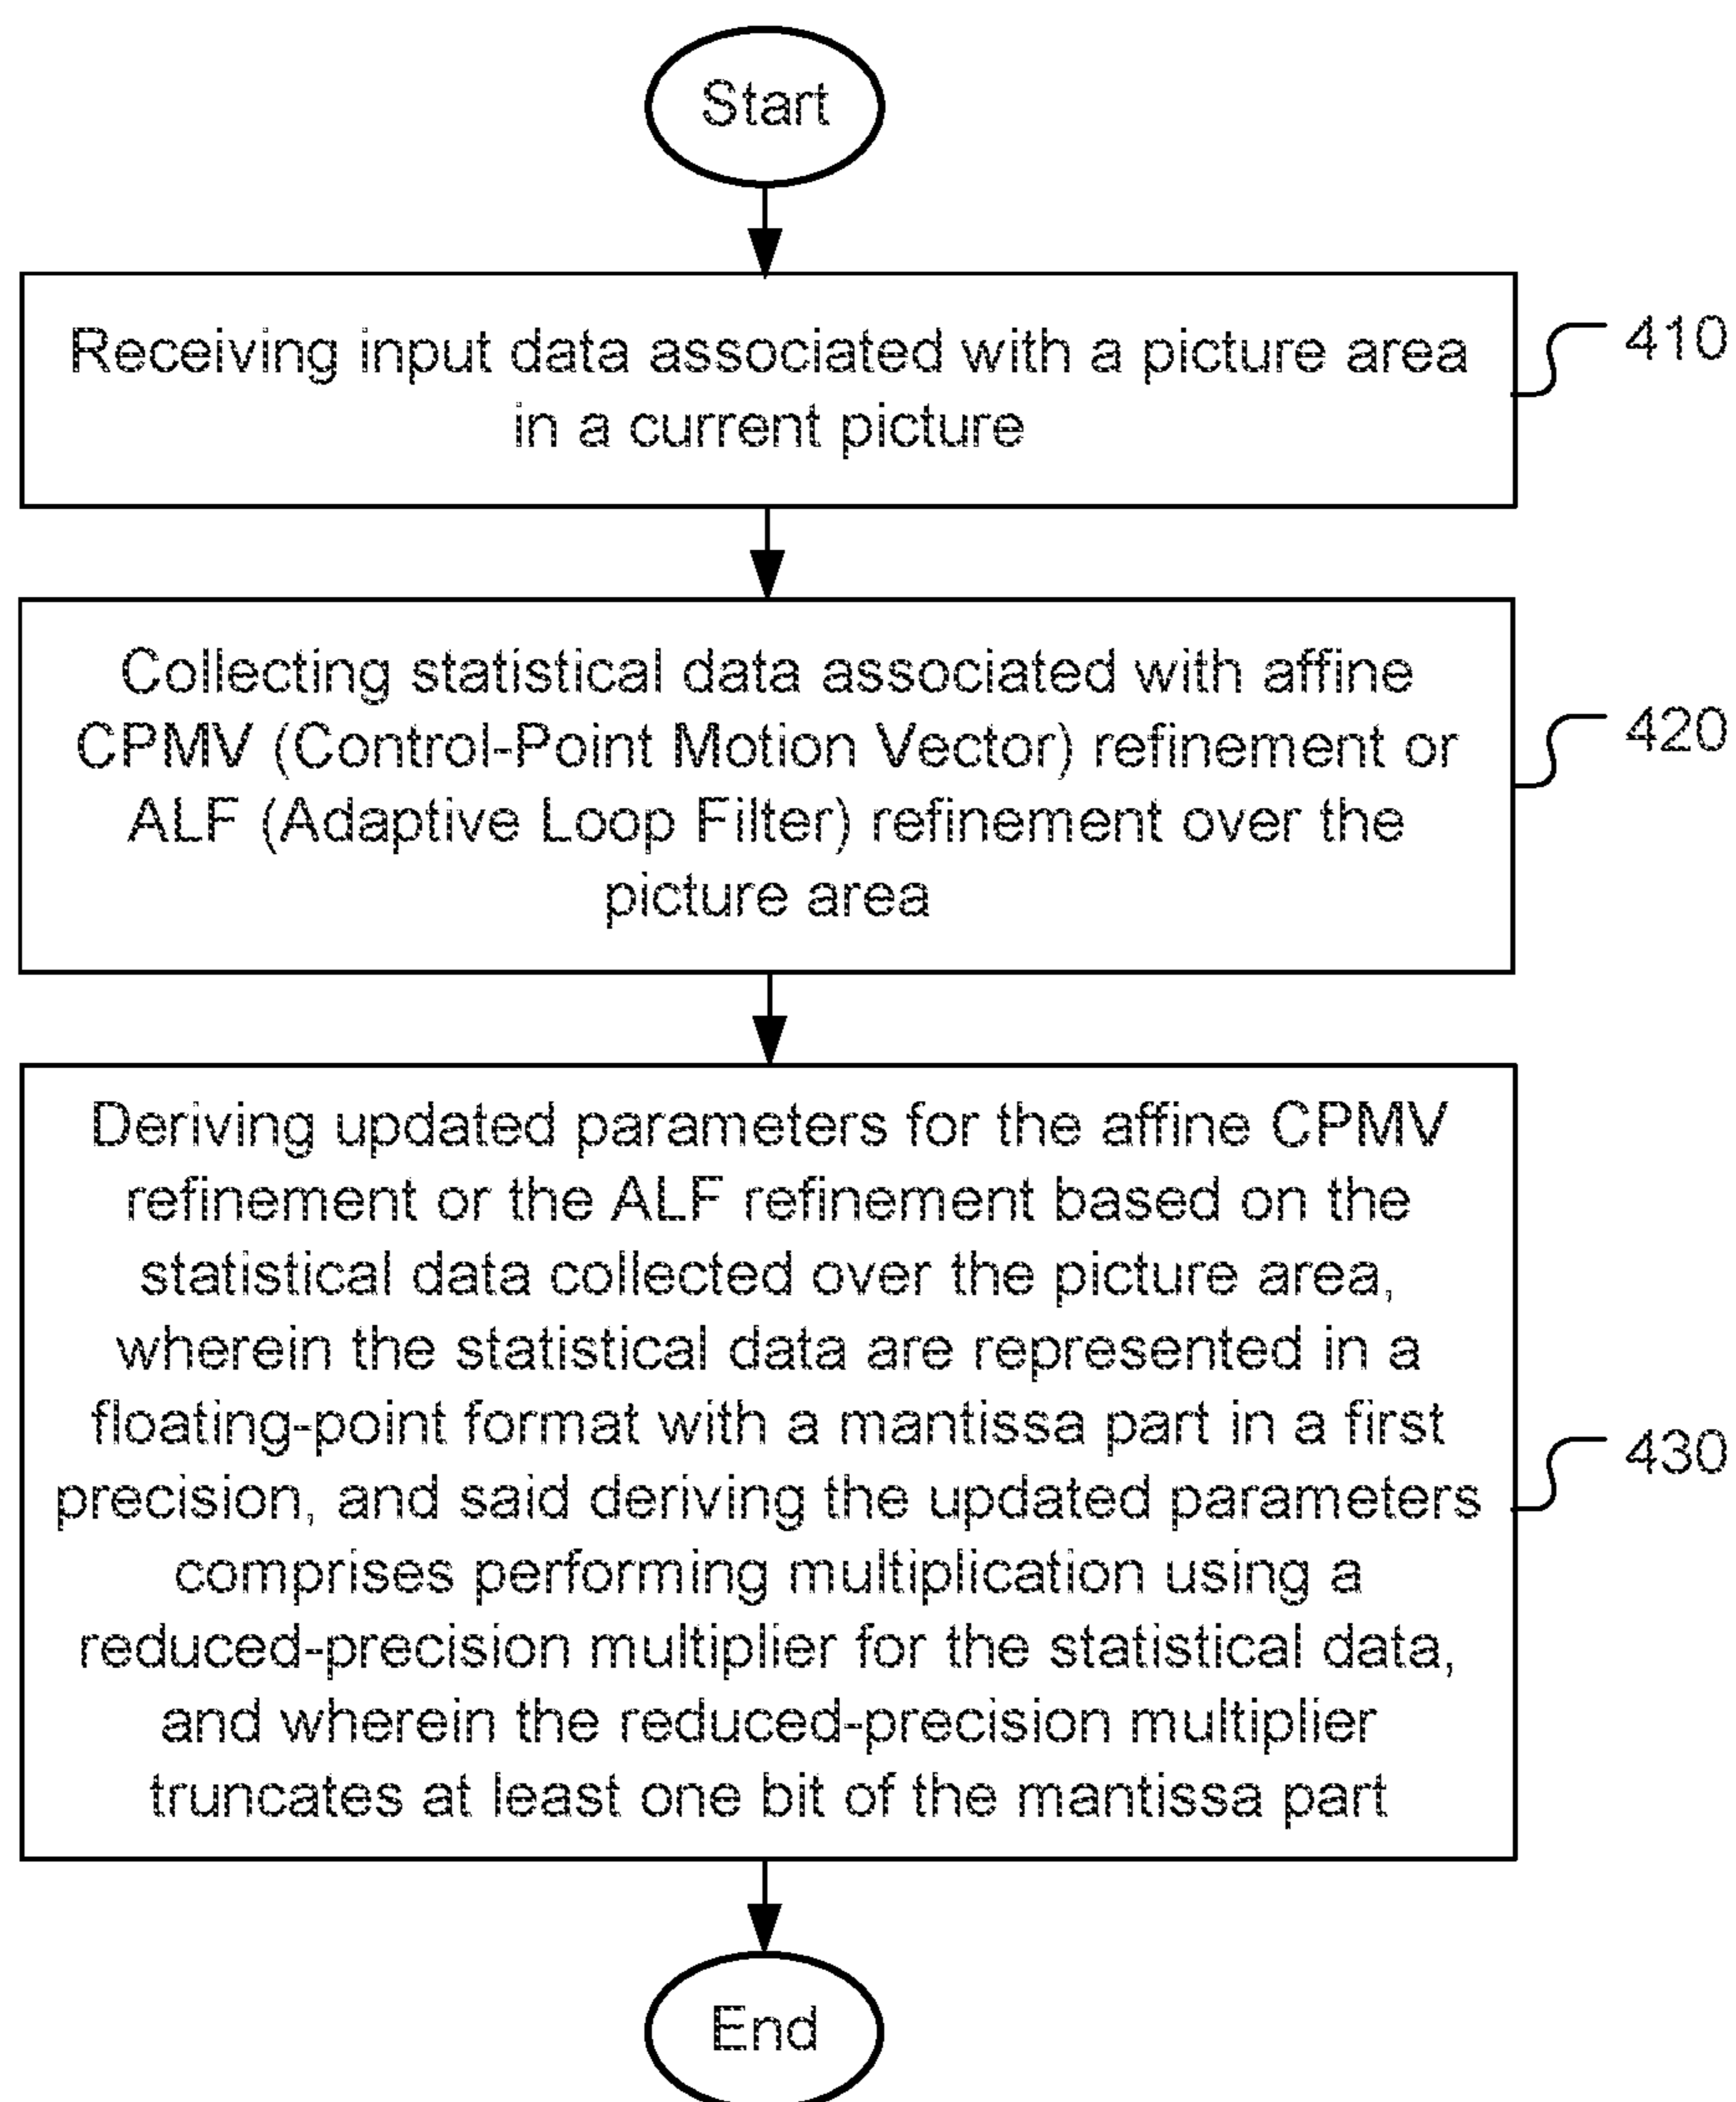 Start
Receiving input data associated with a picture area
in a current picture
410
Collecting statistical data associated with affine
CPMV (Control-Point Motion Vector) refinement or
ALF (Adaptive Loop Filter) refinement over the
picture area
420
Deriving updated parameters for the affine CPMV
refinement or the ALF refinement based on the
statistical data collected over the picture area,
wherein the statistical data are represented in a
floating-point format with a mantissa part in a first
precision, and said deriving the updated parameters
comprises performing multiplication using a
reduced-precision multiplier for the statistical data,
and wherein the reduced-precision multiplier
truncates at least one bit of the mantissa part
430
End